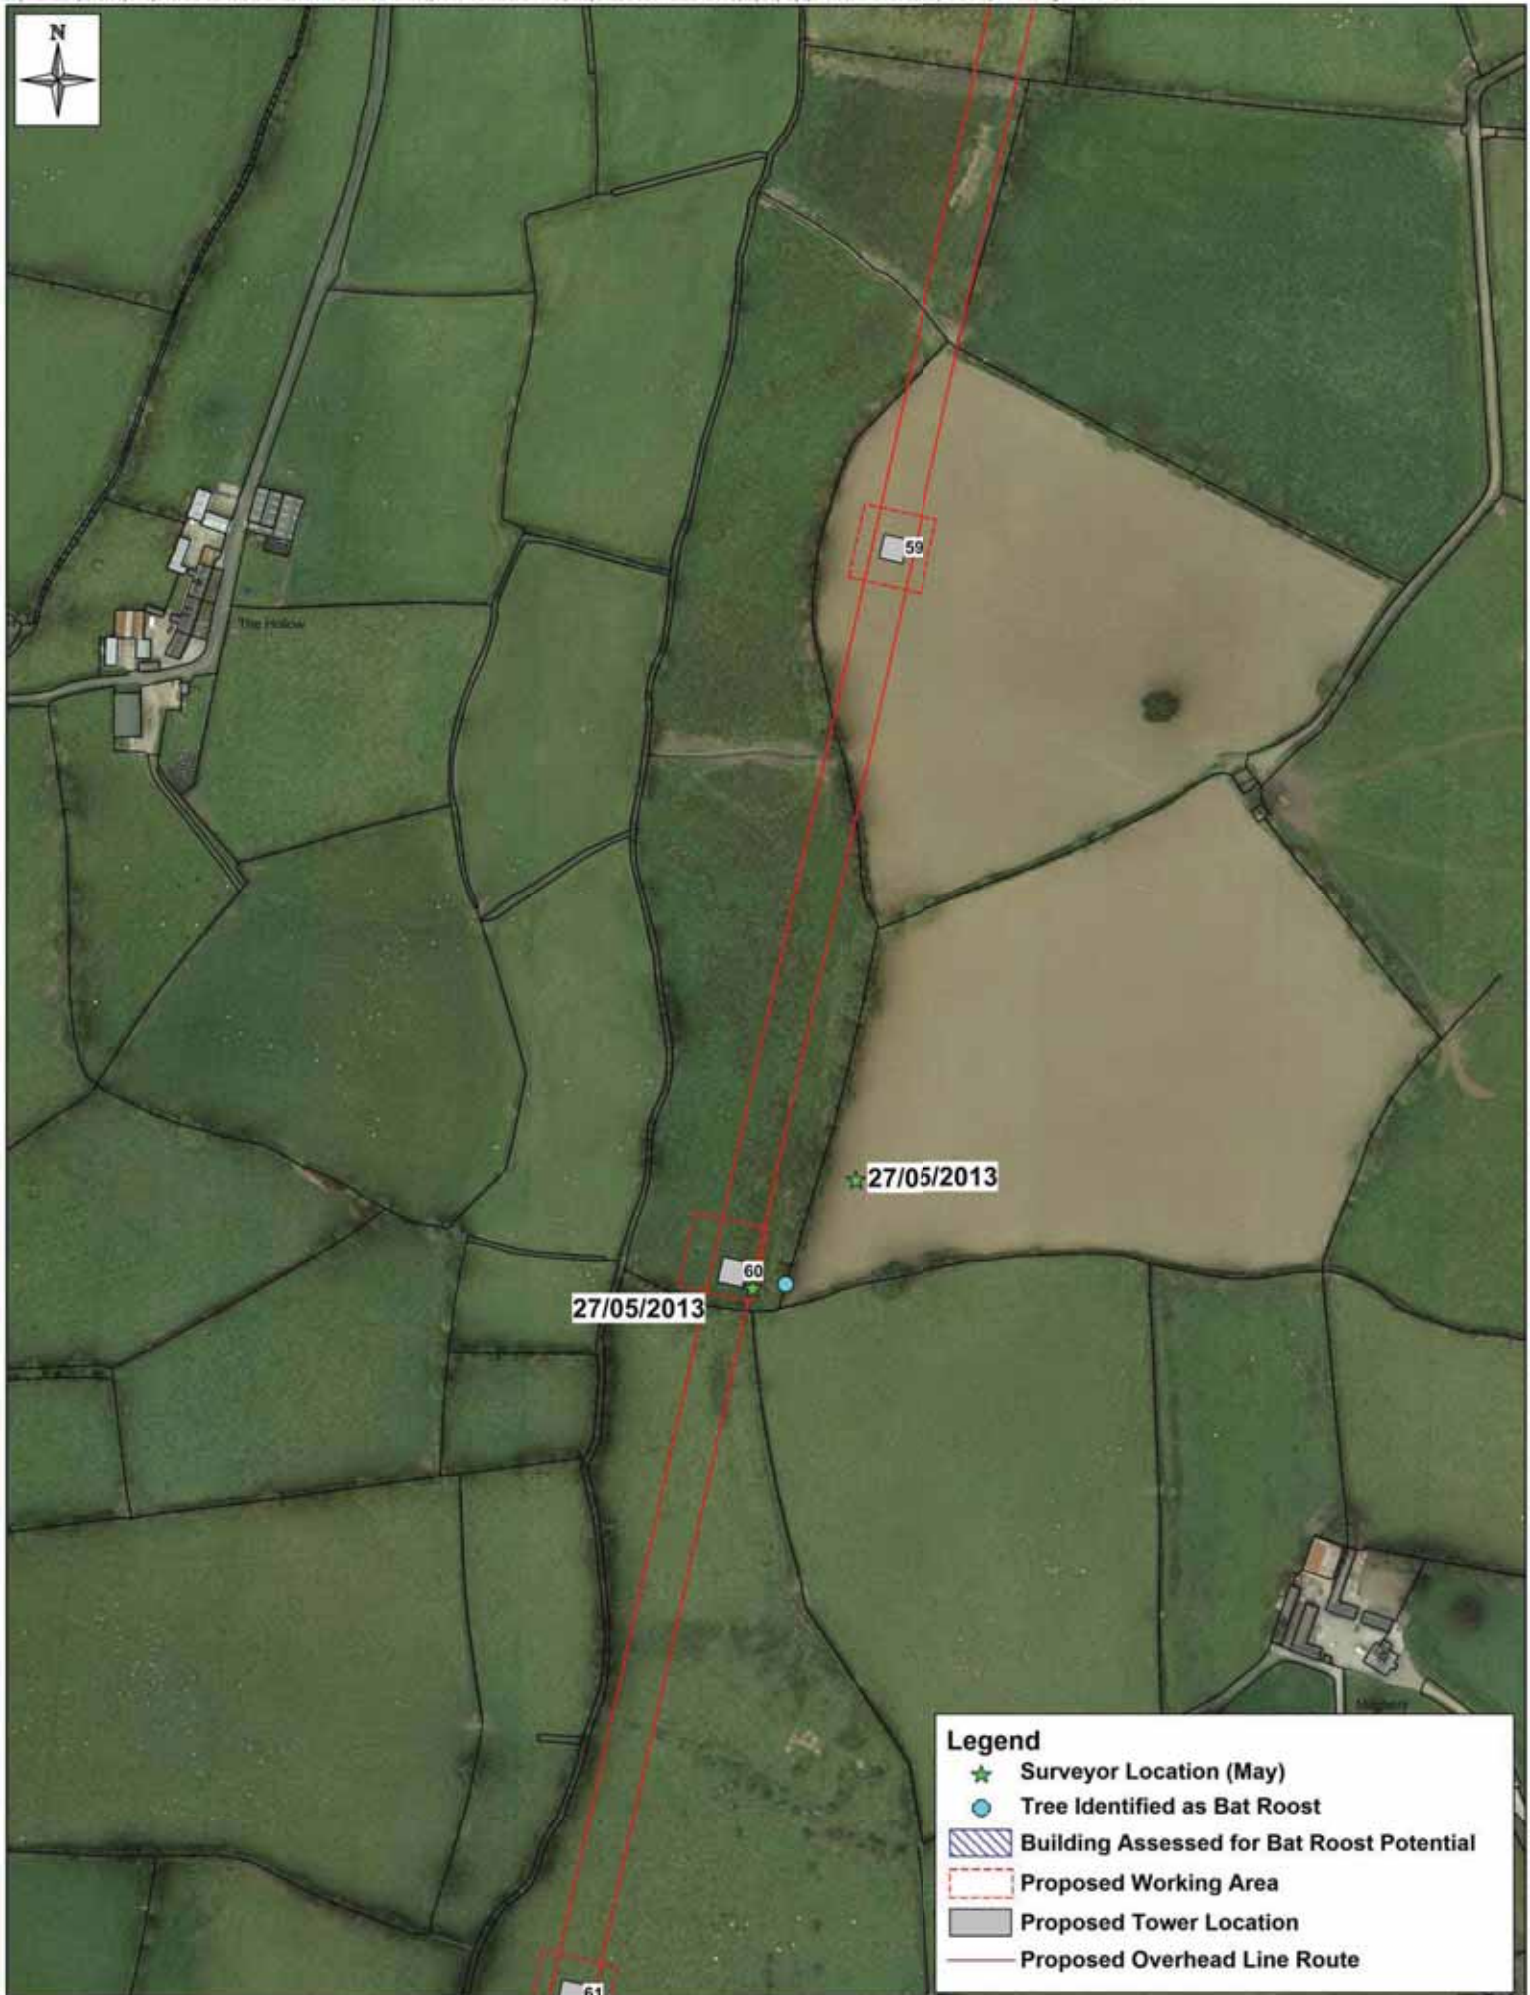 N
59
The Hollow
27/05/2013
60
27/05/2013
61
Legend
Surveyor Location (May)
Tree Identified as Bat Roost
Building Assessed for Bat Roost Potential
Proposed Working Area
Proposed Tower Location
Proposed Overhead Line Route